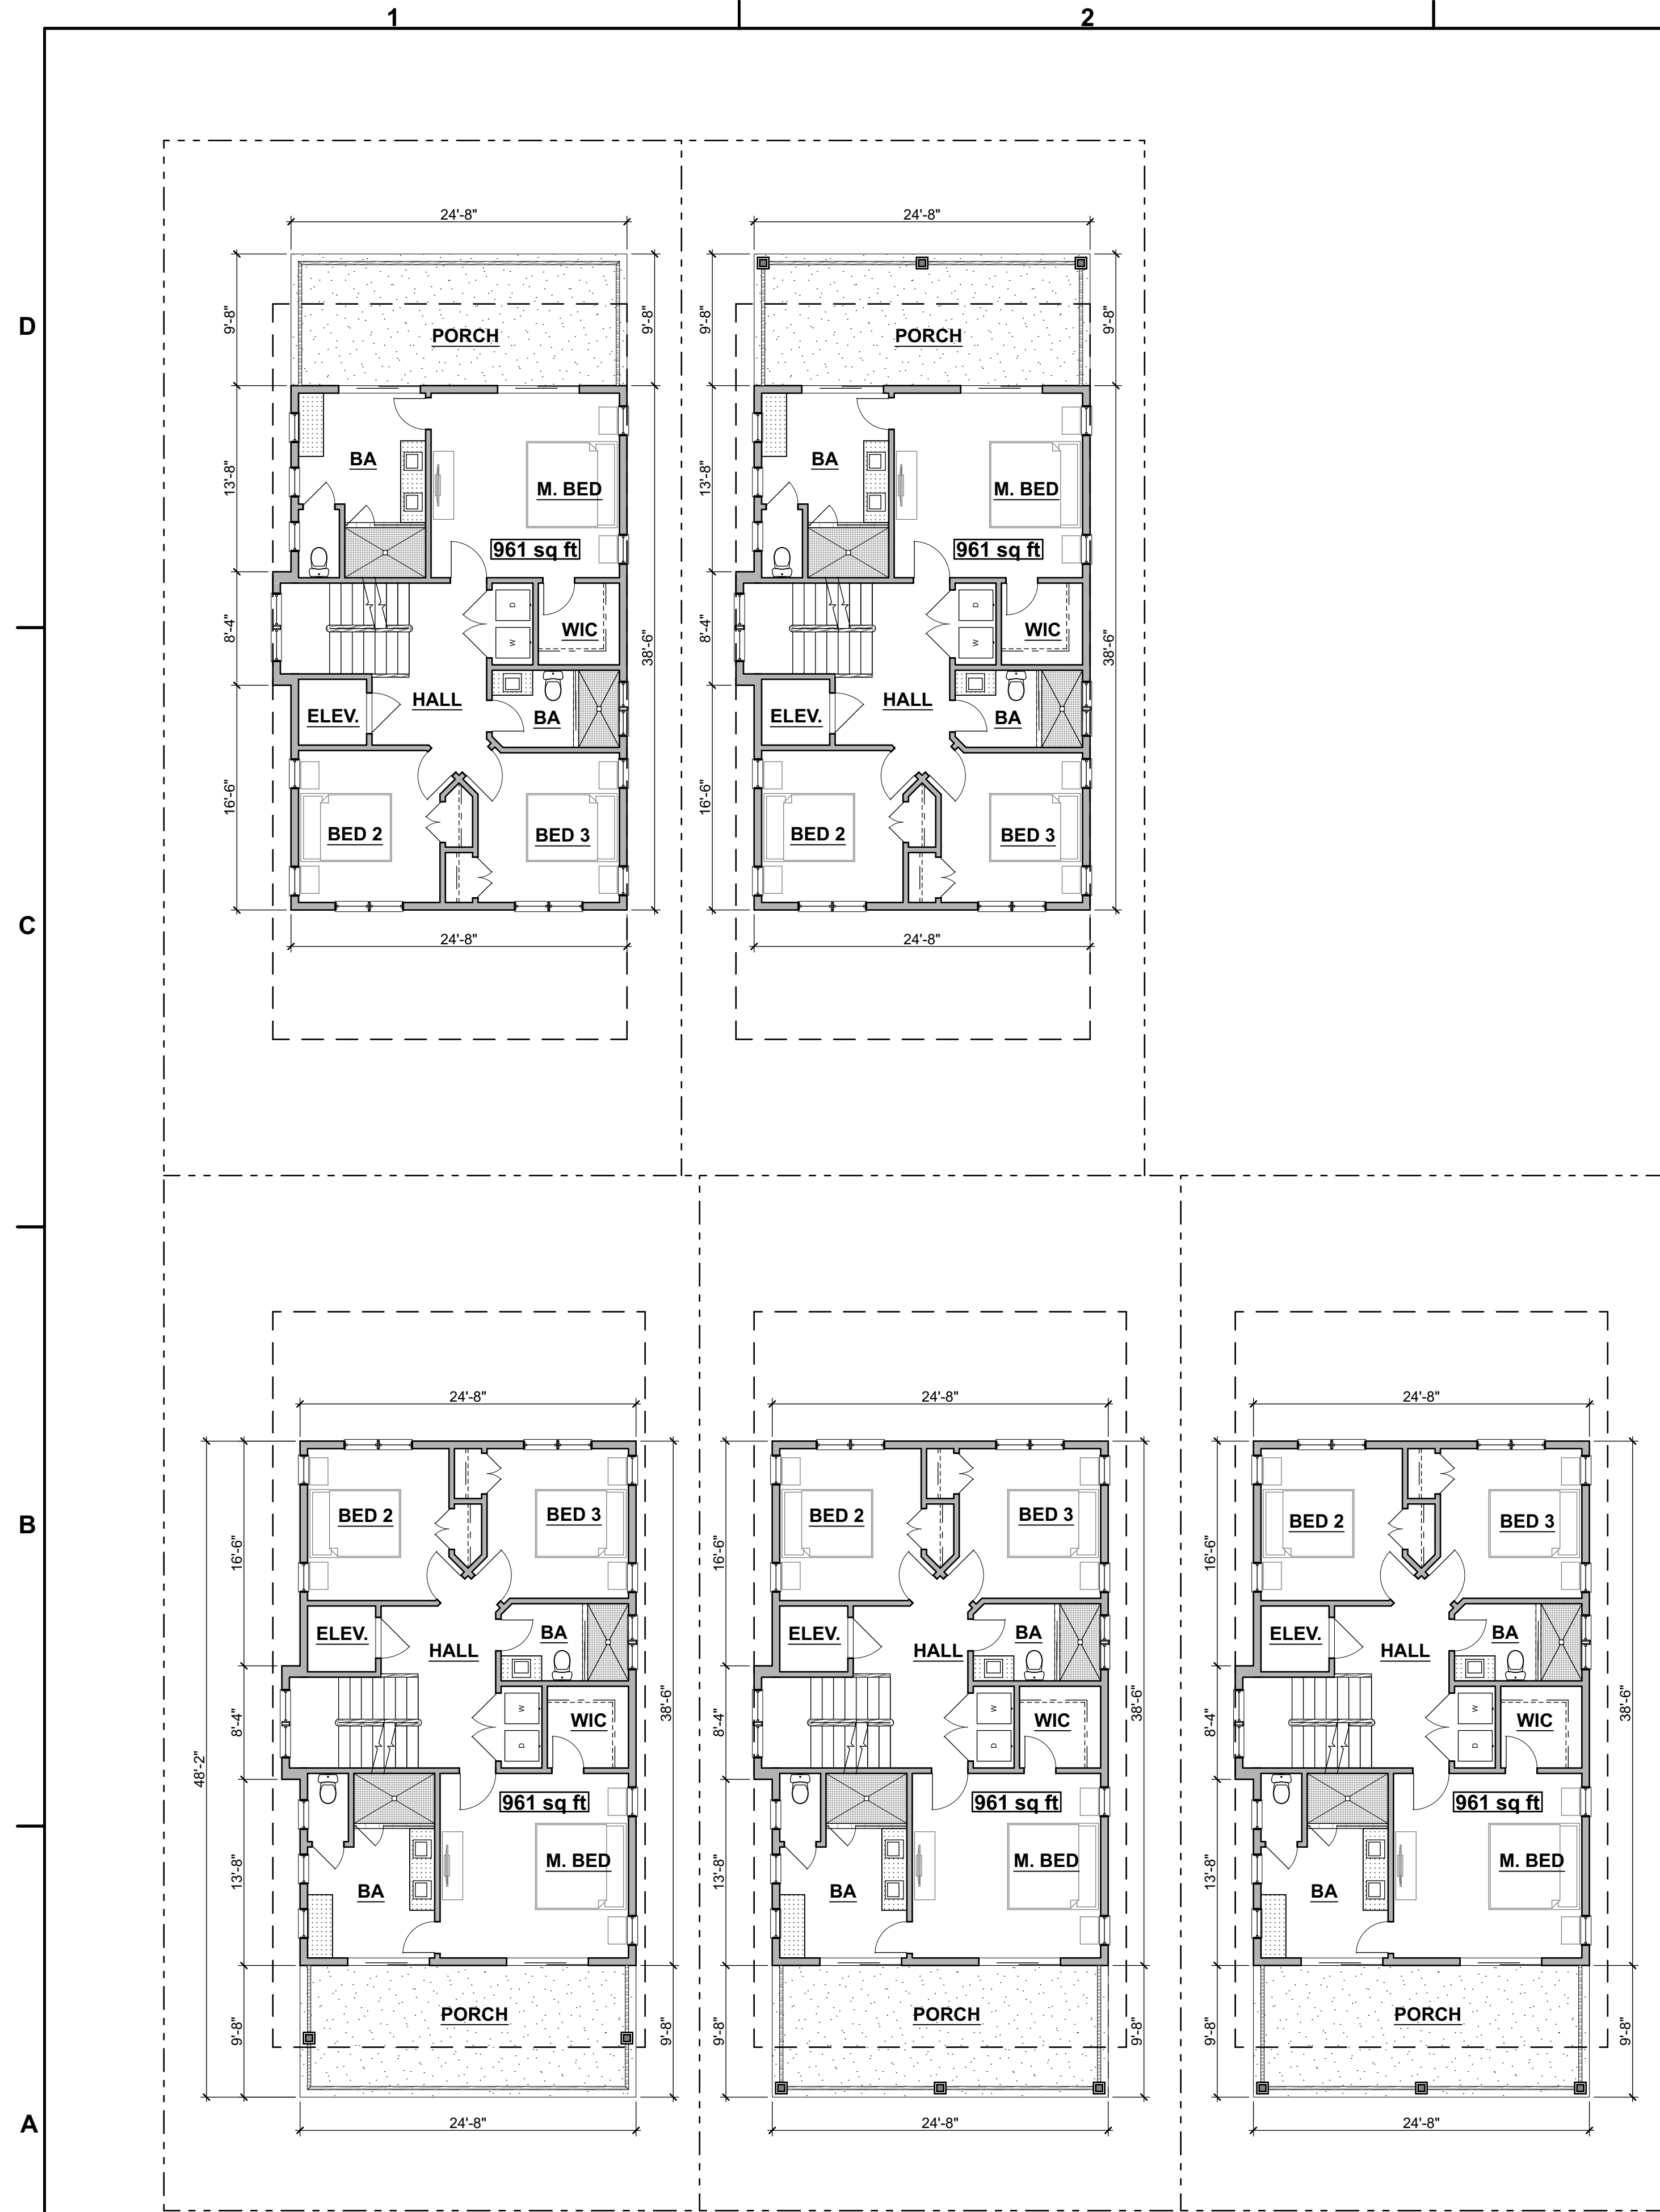 1
2
D
C
B
A
24'-8"
9'-8"
9'-8"
PORCH
13'-8"
BA
M. BED
961 sq ft
8'-4"
D
W
WIC
38'-6"
HALL
ELEV.
BA
16'-6"
BED 2
BED 3
24'-8"
24'-8"
9'-8"
9'-8"
PORCH
13'-8"
BA
M. BED
961 sq ft
8'-4"
D
W
WIC
38'-6"
HALL
ELEV.
BA
16'-6"
BED 2
BED 3
24'-8"
24'-8"
BED 2
BED 3
16'-6"
ELEV.
BA
HALL
38'-6"
W
D
WIC
8'-4"
48'-2"
961 sq ft
M. BED
BA
13'-8"
PORCH
9'-8"
9'-8"
24'-8"
24'-8"
BED 2
BED 3
16'-6"
ELEV.
BA
HALL
38'-6"
W
D
WIC
8'-4"
961 sq ft
M. BED
BA
13'-8"
PORCH
9'-8"
9'-8"
24'-8"
24'-8"
BED 2
BED 3
16'-6"
ELEV.
BA
HALL
38'-6"
W
D
WIC
8'-4"
961 sq ft
M. BED
BA
13'-8"
PORCH
9'-8"
9'-8"
24'-8"